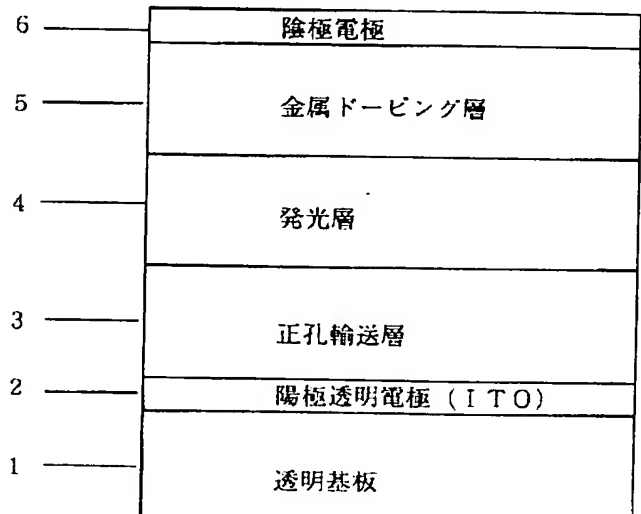 6 陰極電極
5 金属ドーピング層
4 発光層
3 正孔輸送層
2 陽極透明電極(ITO)
1 透明基板